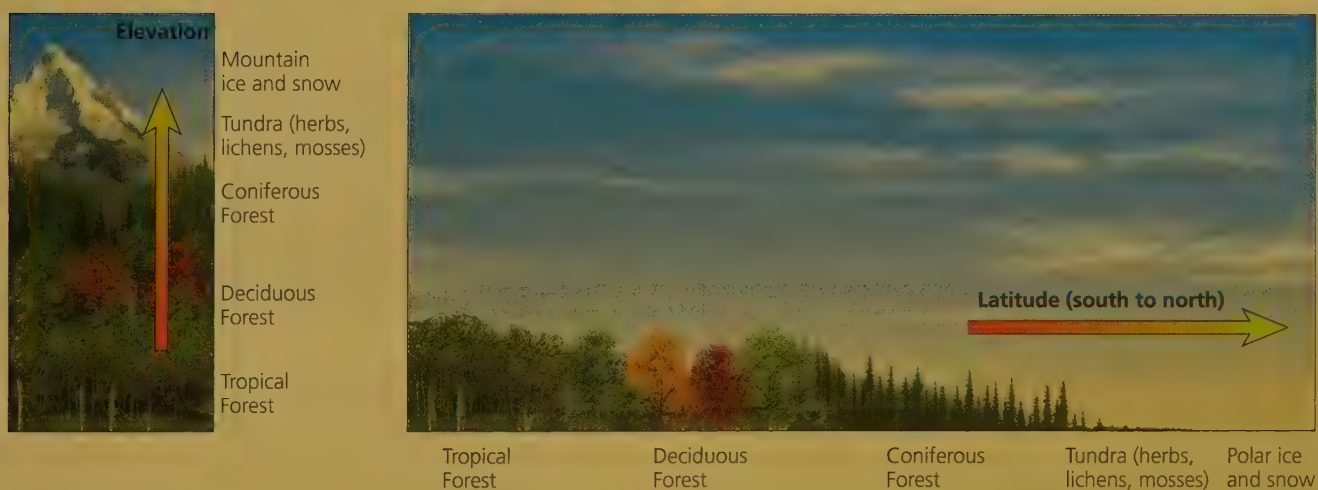 Elevation
Mountain
ice and snow
Tundra (herbs,
lichens, mosses)
Coniferous
Forest
Deciduous
Forest
Tropical
Forest
Latitude (south to north)
Tropical
Forest
Deciduous
Forest
Coniferous
Forest
Tundra (herbs,
lichens, mosses)
Polar ice
and snow